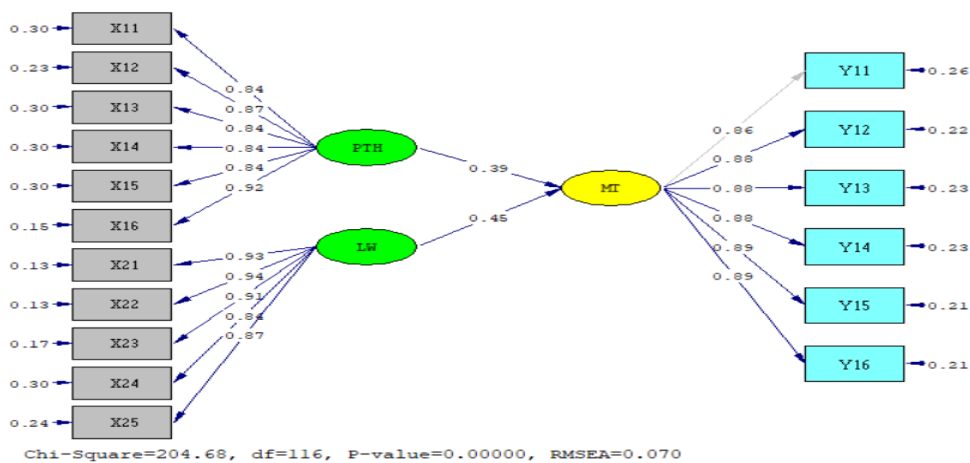 0.30 X11
0.23 X12
0.30 X13
0.30 X14
0.30 X15
0.15 X16
0.13 X21
0.13 X22
0.17 X23
0.30 X24
0.24 X25
0.84
0.87
0.84
0.84
0.84
0.92
0.93
0.94
0.91
0.84
0.87
PTH
LW
0.39
0.45
MT
0.86
0.88
0.88
0.88
0.89
0.89
Y11 0.26
Y12 0.22
Y13 0.23
Y14 0.23
Y15 0.21
Y16 0.21
Chi-Square=204.68, df=116, P-value=0.00000, RMSEA=0.070